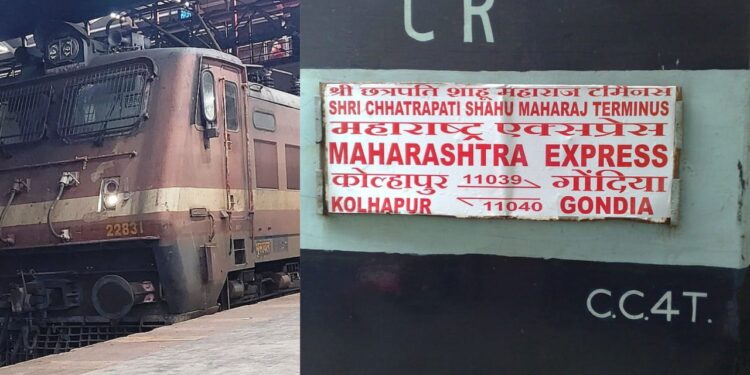 C R
श्री छत्रपति शाहू महाराज टर्मिनस
SHRI CHHATRAPATI SHAHU MAHARAJ TERMINUS
महाराष्ट्र एक्सप्रेस
MAHARASHTRA EXPRESS
कोल्हापुर 11039 गोंदिया
KOLHAPUR 11040 GONDIA
C.C.4T.
22831